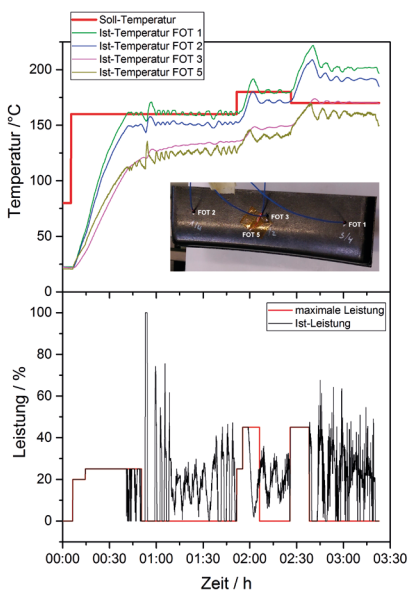 Soll-Temperatur
Ist-Temperatur FOT 1
Ist-Temperatur FOT 2
Ist-Temperatur FOT 3
Ist-Temperatur FOT 5
Temperatur /°C
200
150
100
50
0
FOT 2
FOT 3
FOT 5
FOT 1
maximale Leistung
Ist-Leistung
Leistung / %
100
80
60
40
20
0
00:00 00:30 01:00 01:30 02:00 02:30 03:00 03:30
Zeit / h